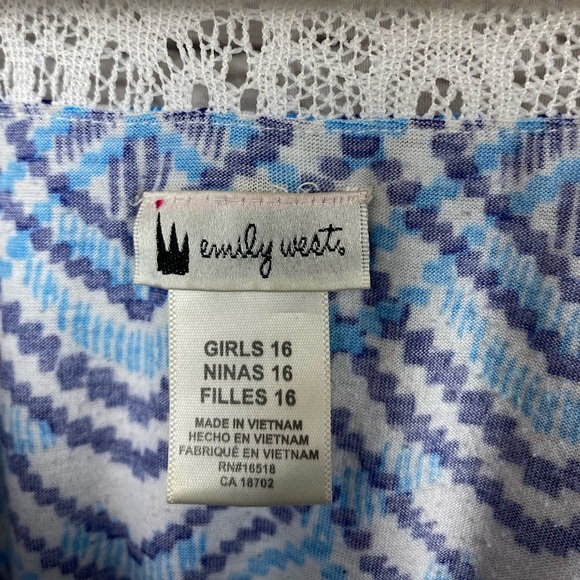 emily west.
GIRLS 16
NINAS 16
FILLES 16
MADE IN VIETNAM
HECHO EN VIETNAM
FABRIQUÉ EN VIETNAM
RN#16518
CA 18702